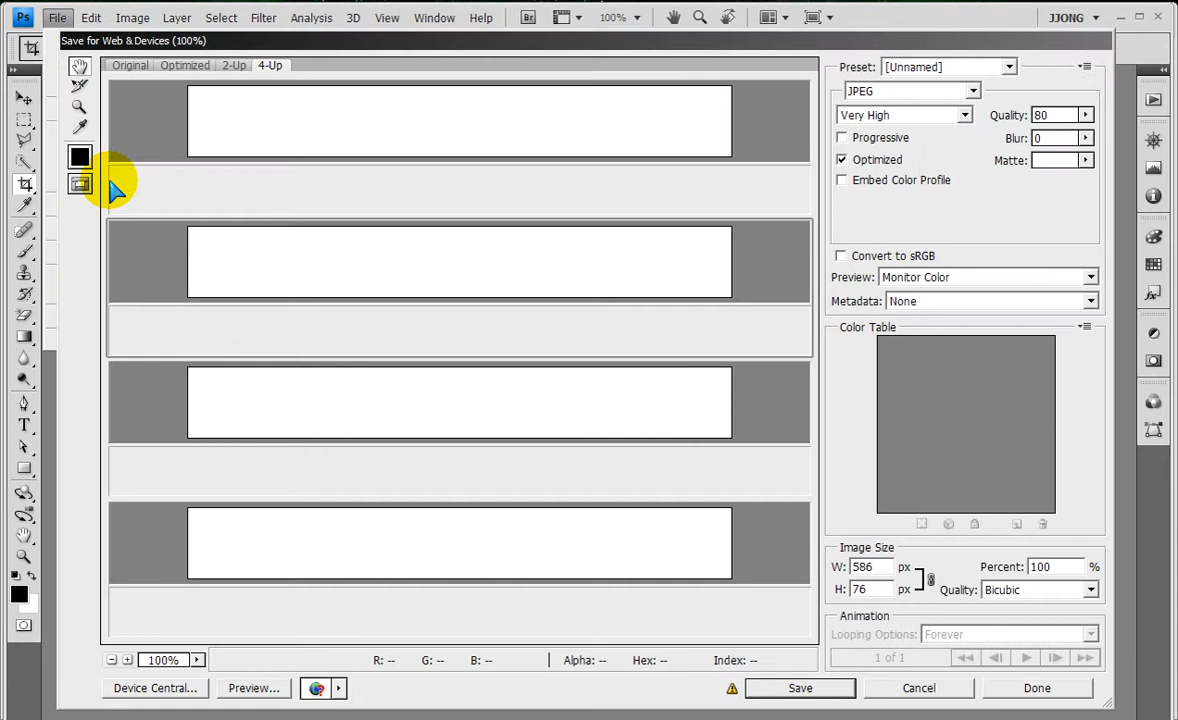 Ps File Edit Image Layer Select Filter Analysis 3D View Window Help Br 100% JJONG
Save for Web & Devices (100%)
Original Optimized 2-Up 4-Up
Preset: [Unnamed]
JPEG
Very High Quality: 80
Progressive Blur: 0
Optimized Matte:
Embed Color Profile
Convert to sRGB
Preview: Monitor Color
Metadata: None
Color Table
Image Size
W: 586 px Percent: 100 %
H: 76 px Quality: Bicubic
Animation
Looping Options: Forever
1 of 1
100% R: -- G: -- B: -- Alpha: -- Hex: -- Index: --
Device Central... Preview... Save Cancel Done